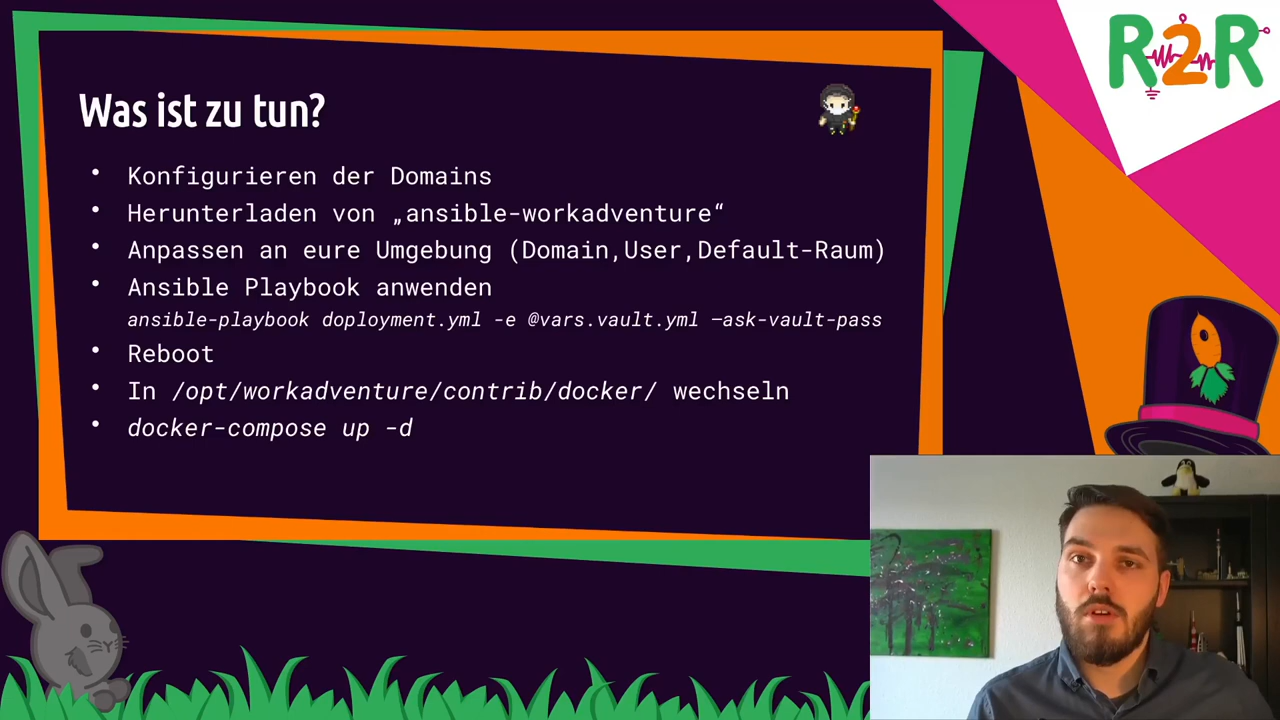 R2R
Was ist zu tun?
• Konfigurieren der Domains
• Herunterladen von „ansible-workadventure“
• Anpassen an eure Umgebung (Domain,User,Default-Raum)
• Ansible Playbook anwenden
ansible-playbook doployment.yml -e @vars.vault.yml –ask-vault-pass
• Reboot
• In /opt/workadventure/contrib/docker/ wechseln
• docker-compose up -d